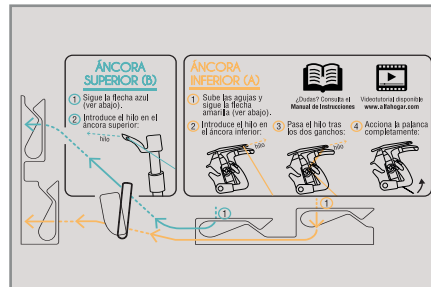 ÁNCORA
SUPERIOR (B)
1 Sigue la flecha azul
(ver abajo).
2 Introduce el hilo en el
áncora superior:
hilo
ÁNCORA
INFERIOR (A)
1 Sube las agujas y
sigue la flecha
amarilla (ver abajo).
2 Introduce el hilo en
el áncora inferior:
hilo
3 Pasa el hilo tras
los dos ganchos:
hilo
4 Acciona la palanca
completamente:
¿Dudas? Consulta el
Manual de Instrucciones
Videotutorial disponible
www.alfahogar.com
1
1